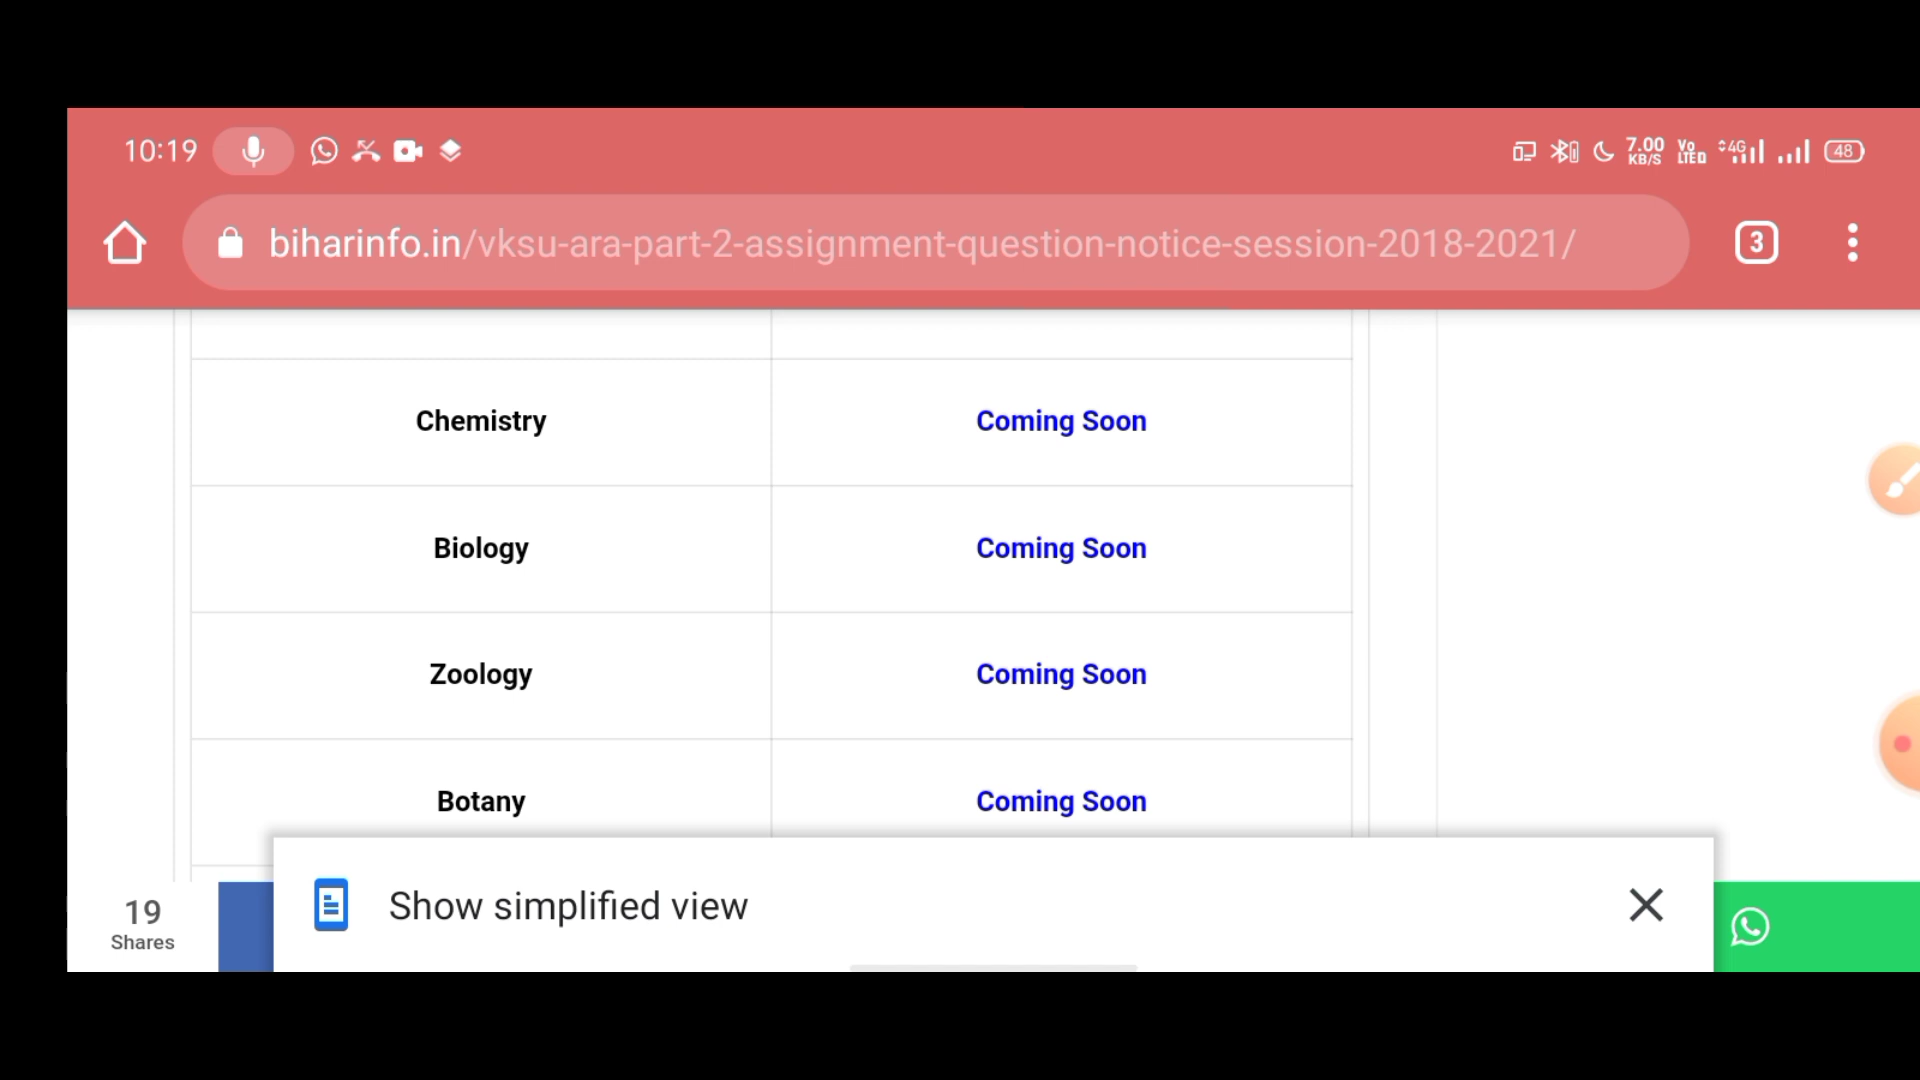 10:19
7.00
KB/S
Vo
LTED
4G
48
biharinfo.in/vksu-ara-part-2-assignment-question-notice-session-2018-2021/
3
Chemistry
Coming Soon
Biology
Coming Soon
Zoology
Coming Soon
Botany
Coming Soon
19
Shares
Show simplified view